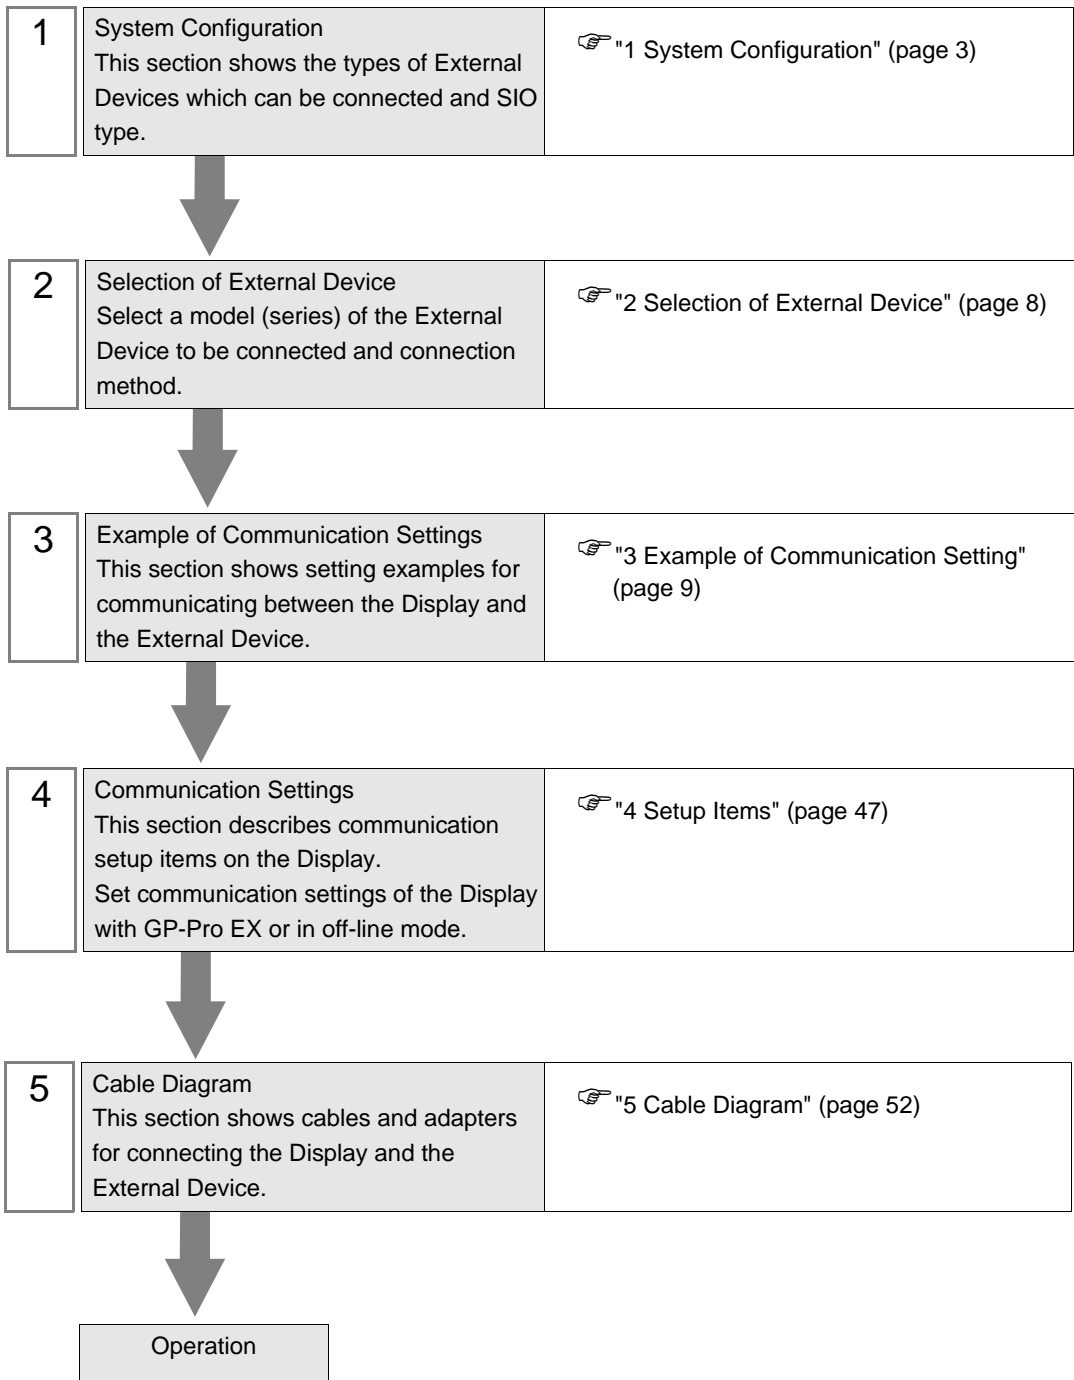 1
System Configuration
This section shows the types of External
Devices which can be connected and SIO
type.
"1 System Configuration" (page 3)
2
Selection of External Device
Select a model (series) of the External
Device to be connected and connection
method.
"2 Selection of External Device" (page 8)
3
Example of Communication Settings
This section shows setting examples for
communicating between the Display and
the External Device.
"3 Example of Communication Setting"
(page 9)
4
Communication Settings
This section describes communication
setup items on the Display.
Set communication settings of the Display
with GP-Pro EX or in off-line mode.
"4 Setup Items" (page 47)
5
Cable Diagram
This section shows cables and adapters
for connecting the Display and the
External Device.
"5 Cable Diagram" (page 52)
Operation